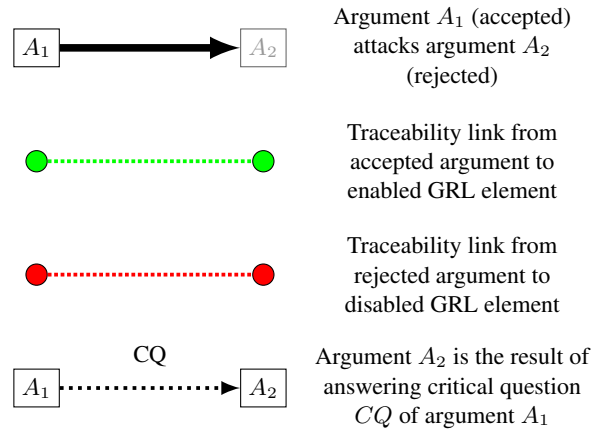 A₁
A₂
Argument A₁ (accepted)
attacks argument A₂
(rejected)
Traceability link from
accepted argument to
enabled GRL element
Traceability link from
rejected argument to
disabled GRL element
CQ
A₁
A₂
Argument A₂ is the result of
answering critical question
CQ of argument A₁